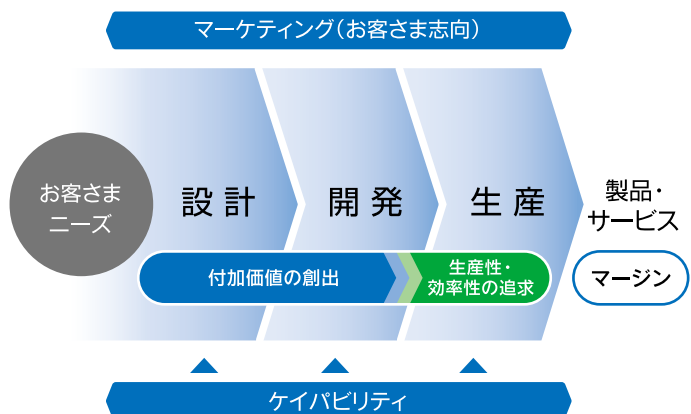 マーケティング（お客さま志向）
お客さま
ニーズ
設計
開発
生産
製品・
サービス
付加価値の創出
生産性・
効率性の追求
マージン
ケイパビリティ